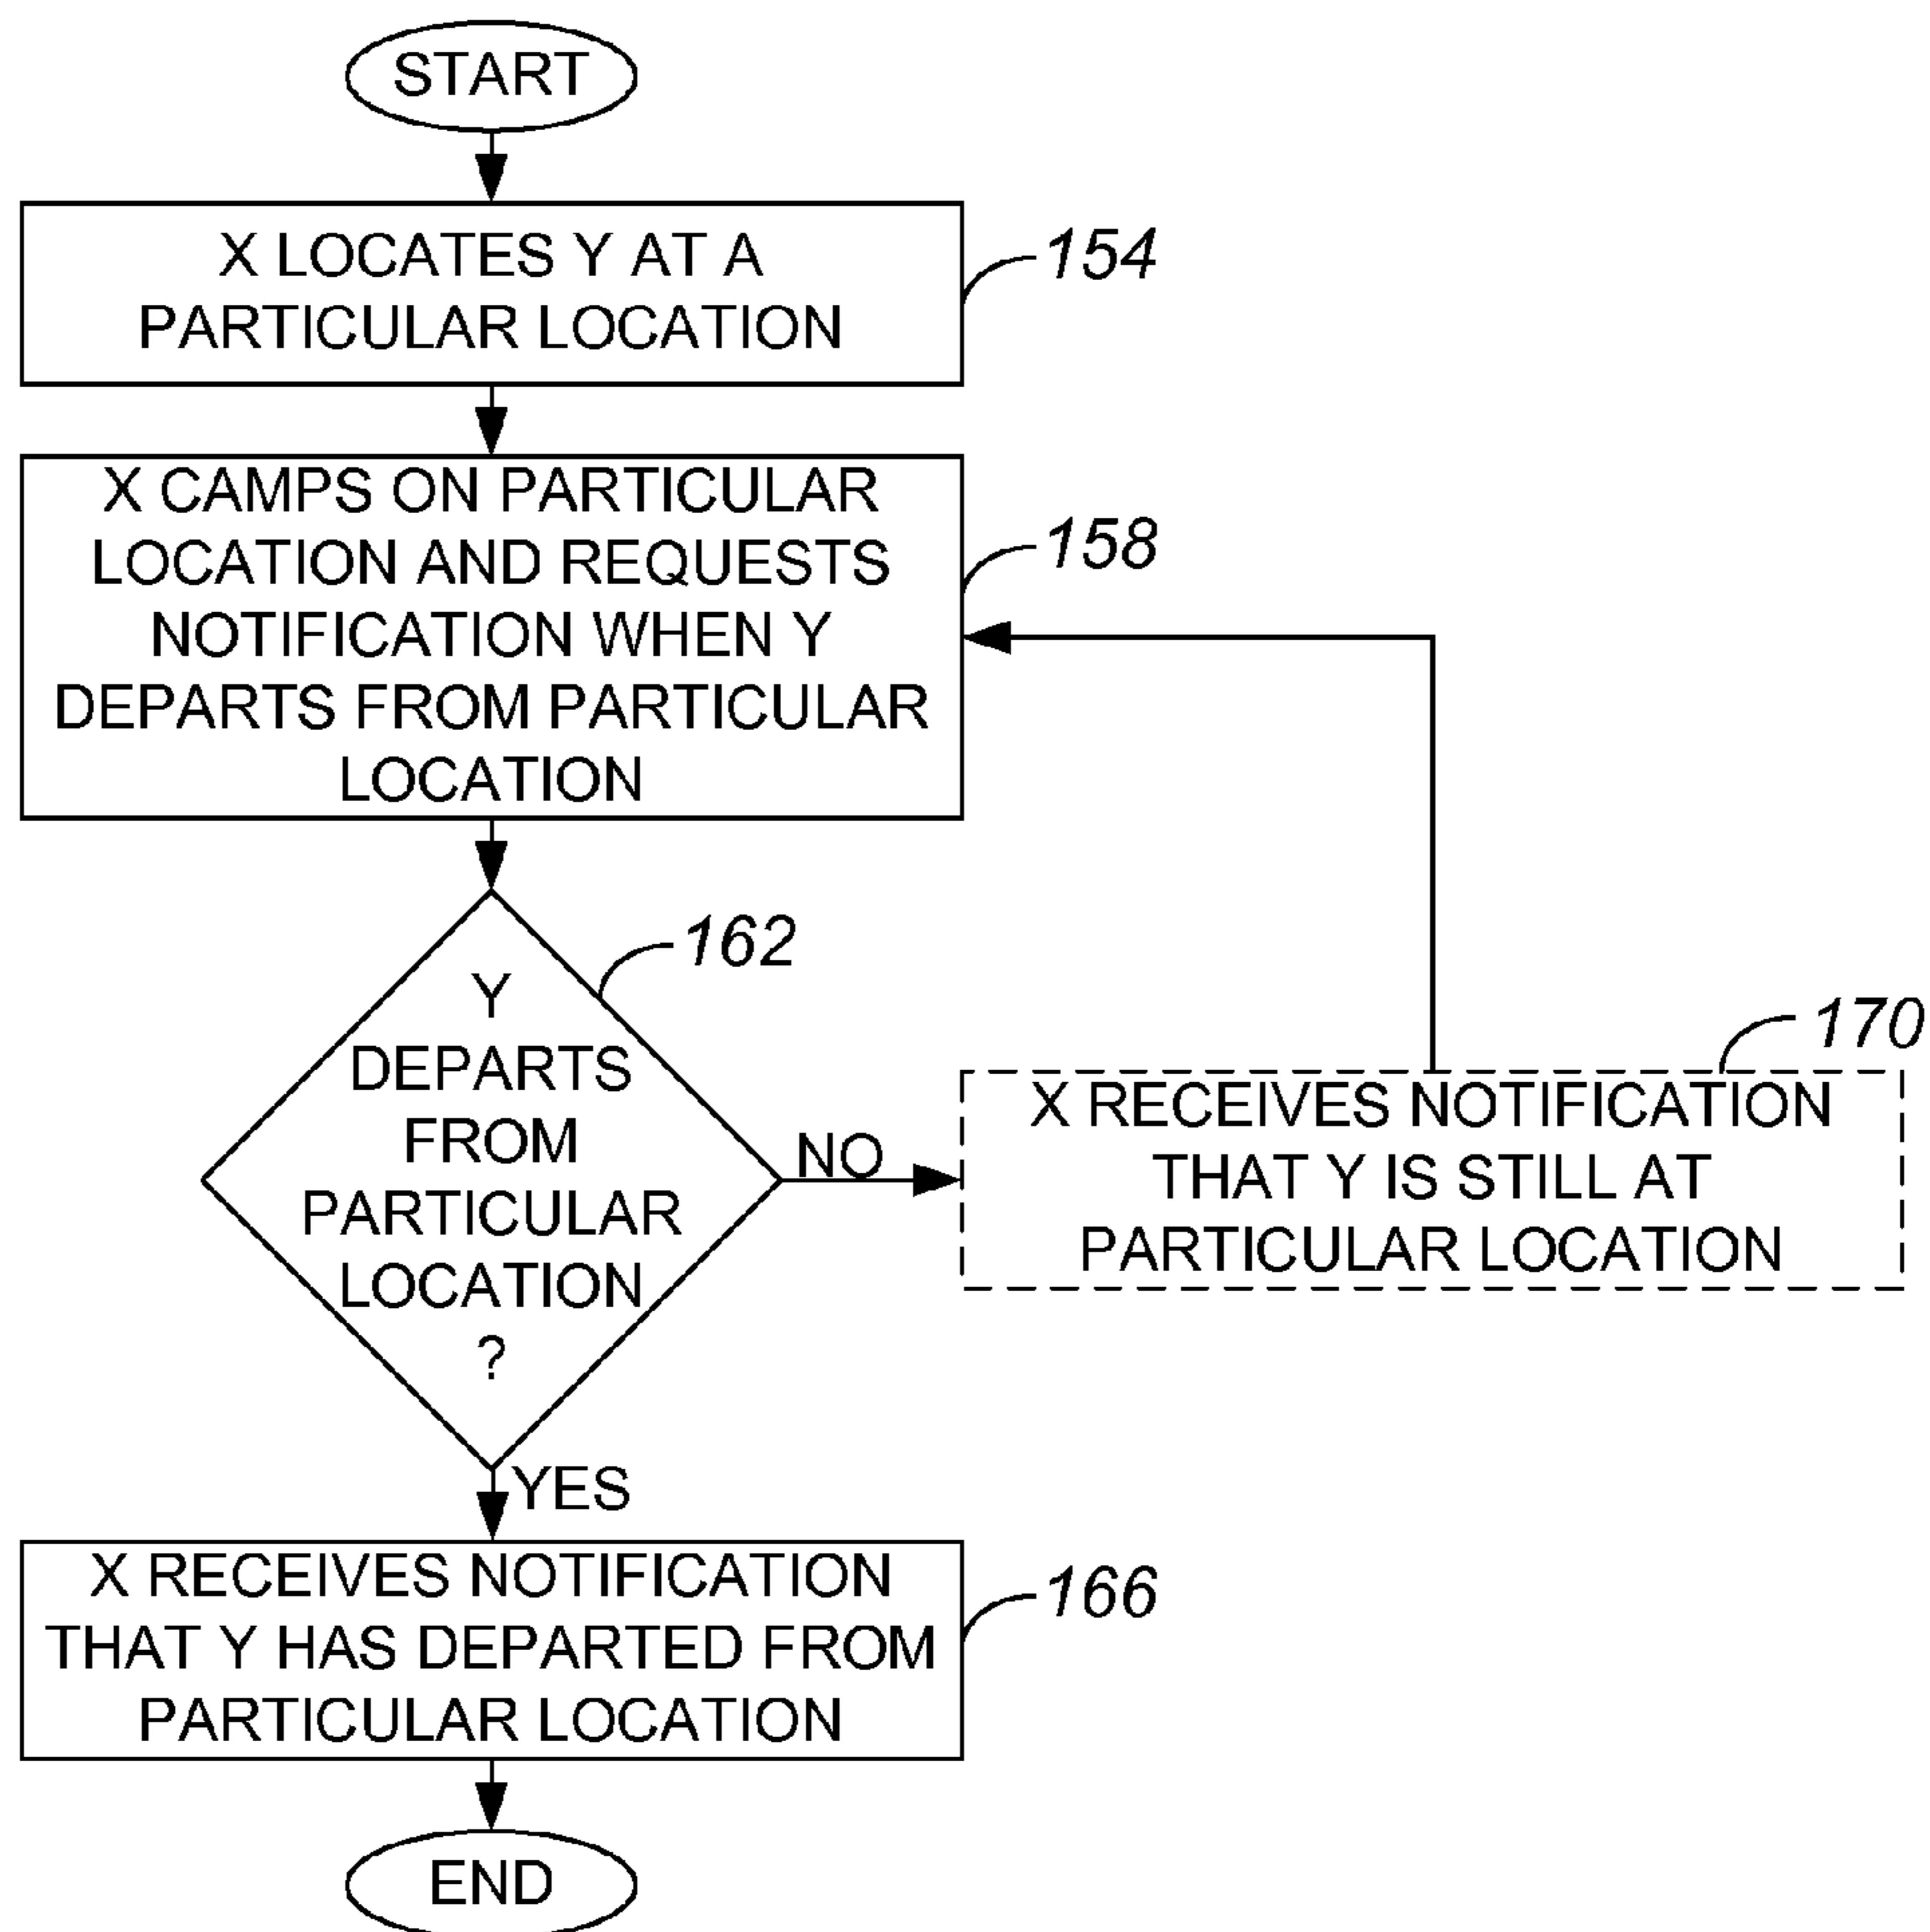 START
X LOCATES Y AT A
PARTICULAR LOCATION
154
X CAMPS ON PARTICULAR
LOCATION AND REQUESTS
NOTIFICATION WHEN Y
DEPARTS FROM PARTICULAR
LOCATION
158
Y
DEPARTS
FROM
PARTICULAR
LOCATION
?
162
NO
X RECEIVES NOTIFICATION
THAT Y IS STILL AT
PARTICULAR LOCATION
170
YES
X RECEIVES NOTIFICATION
THAT Y HAS DEPARTED FROM
PARTICULAR LOCATION
166
END